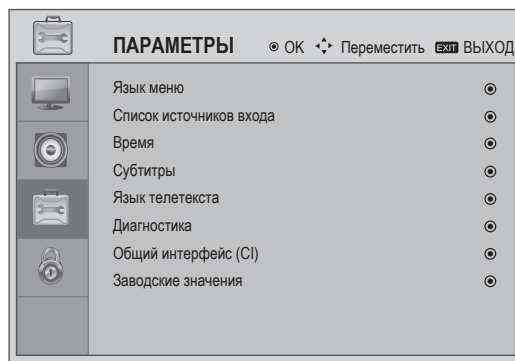 ПАРАМЕТРЫ OK Переместить EXIT ВЫХОД
Язык меню
Список источников входа
Время
Субтитры
Язык телетекста
Диагностика
Общий интерфейс (CI)
Заводские значения